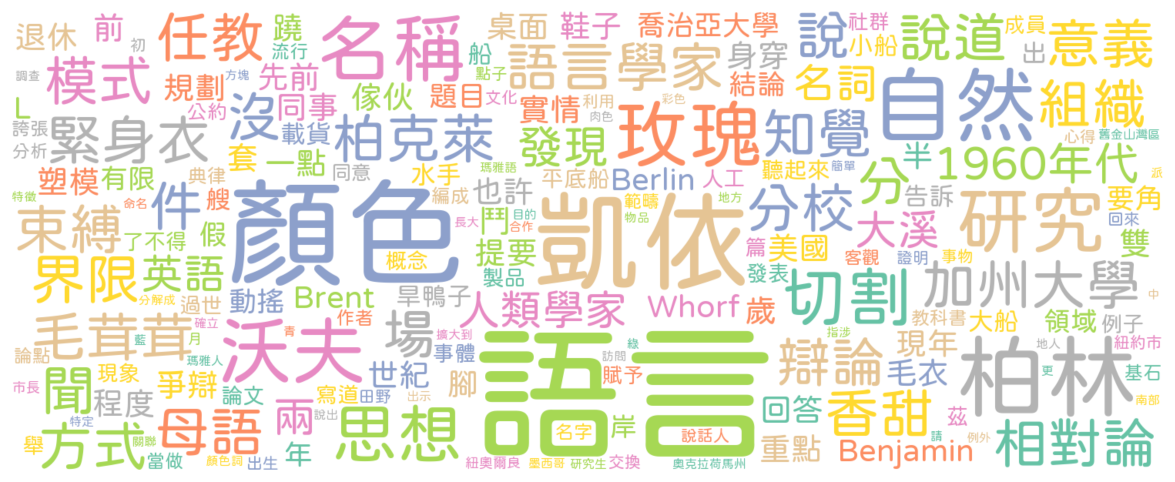 退休 前 初 任教 蹺 流行 名稱 船 點子 桌面 鞋子 喬治亞大學 身穿 說 社群 小船 說道 成員 出 意義
調查 模式 方塊 規劃 公約 先前 同事 傢伙 題目 文化 語言學家 實情 利用 肉色 結論 彩色 名詞 自然 組織
L 誇張 分析 緊身衣 沒 載貨 套 一點 同意 柏克萊 瑪雅語 發現 玫瑰 知覺 聽起來 簡單 半 1960年代 心得 舊金山灣區 派
特徵 塑模 有限 典律 命名 艘 件 水手 編成 也許 平底船 範疇 物品 Berlin 人工 地方 分校 分 告訴 要角 回來
束縛 了不得 假 顏色 概念 長大 鬥 目的 合作 提要 製品 凱依 篇 美國 大溪 客觀 證明 研究 事物 雙
界限 英語 分解成 過世 動搖 Brent 作者 旱鴨子 人類學家 Whorf 發表 歲 切割 教科書 加州大學 大船 領域 例子 中
毛茸茸 藍 月 確立 瑪雅人 沃夫 青 場 擴大到 事體 語言 訪問 綠 賦予 指涉 辯論 現年 柏林 地人 更 紐約市
論點 市長 聞 現象 程度 爭辯 論文 寫道 田野 世紀 出示 腳 名字 說話人 岸 回答 毛衣 香甜 茲 基石 南部
舉 特定 方式 關聯 當做 母語 顏色詞 出生 兩 說出 年 思想 紐奧爾良 墨西哥 研究生 交換 奧克拉荷馬州 重點 Benjamin 請 例外 相對論